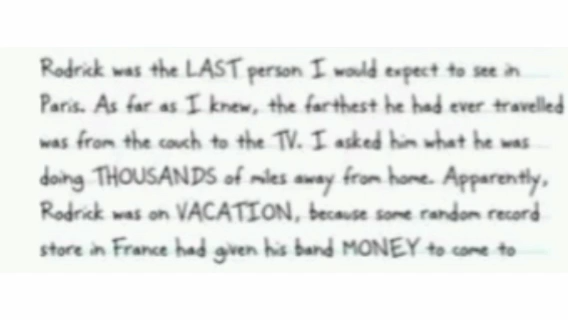 Rodrick was the LAST person I would expect to see in
Paris. As far as I knew, the farthest he had ever travelled
was from the couch to the TV. I asked him what he was
doing THOUSANDS of miles away from home. Apparently,
Rodrick was on VACATION, because some random record
store in France had given his band MONEY to come to